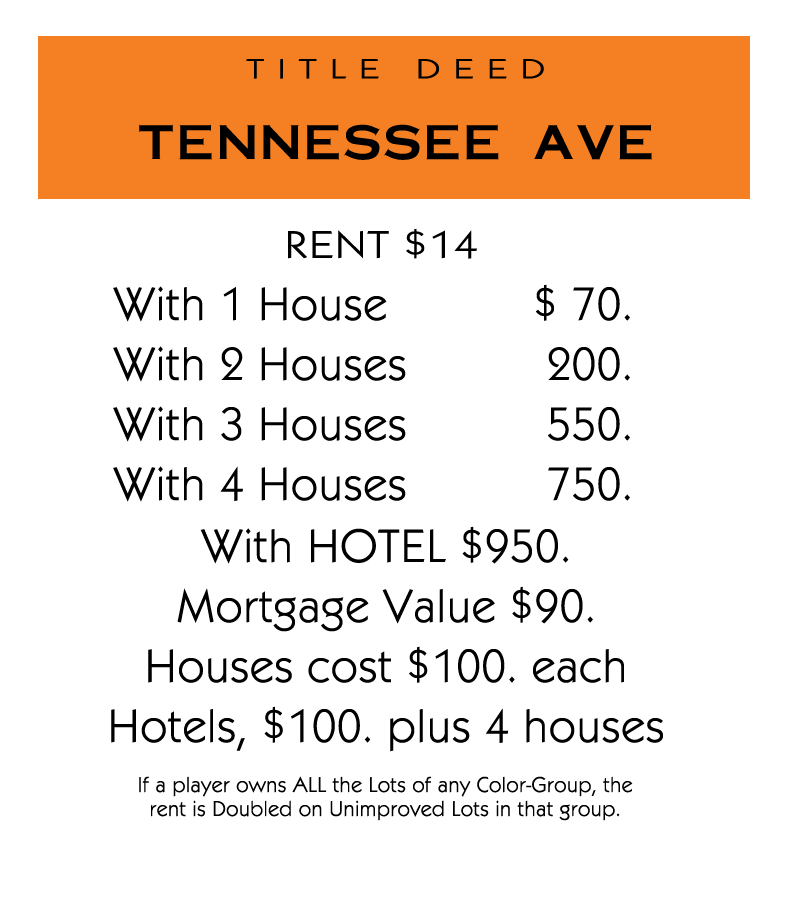 TITLE DEED
TENNESSEE AVE
RENT $14
With 1 House $ 70.
With 2 Houses 200.
With 3 Houses 550.
With 4 Houses 750.
With HOTEL $950.
Mortgage Value $90.
Houses cost $100. each
Hotels, $100. plus 4 houses
If a player owns ALL the Lots of any Color-Group, the
rent is Doubled on Unimproved Lots in that group.